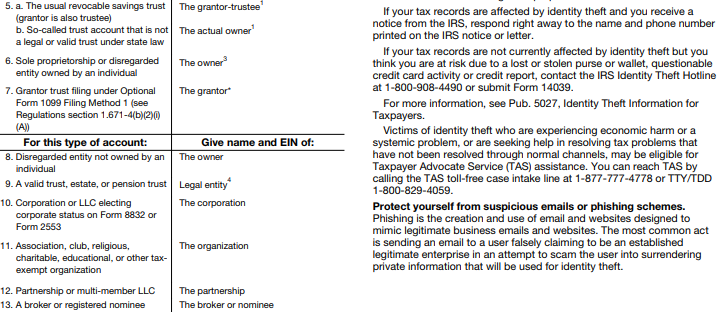 5. a. The usual revocable savings trust (grantor is also trustee) The grantor-trustee1
b. So-called trust account that is not a legal or valid trust under state law The actual owner1
6. Sole proprietorship or disregarded entity owned by an individual The owner3
7. Grantor trust filing under Optional Form 1099 Filing Method 1 (see Regulations section 1.671-4(b)(2)(i)(A)) The grantor*
For this type of account: Give name and EIN of:
8. Disregarded entity not owned by an individual The owner
9. A valid trust, estate, or pension trust Legal entity4
10. Corporation or LLC electing corporate status on Form 8832 or Form 2553 The corporation
11. Association, club, religious, charitable, educational, or other tax-exempt organization The organization
12. Partnership or multi-member LLC The partnership
13. A broker or registered nominee The broker or nominee
If your tax records are affected by identity theft and you receive a
notice from the IRS, respond right away to the name and phone number
printed on the IRS notice or letter.
If your tax records are not currently affected by identity theft but you
think you are at risk due to a lost or stolen purse or wallet, questionable
credit card activity or credit report, contact the IRS Identity Theft Hotline
at 1-800-908-4490 or submit Form 14039.
For more information, see Pub. 5027, Identity Theft Information for
Taxpayers.
Victims of identity theft who are experiencing economic harm or a
systemic problem, or are seeking help in resolving tax problems that
have not been resolved through normal channels, may be eligible for
Taxpayer Advocate Service (TAS) assistance. You can reach TAS by
calling the TAS toll-free case intake line at 1-877-777-4778 or TTY/TDD
1-800-829-4059.
Protect yourself from suspicious emails or phishing schemes.
Phishing is the creation and use of email and websites designed to
mimic legitimate business emails and websites. The most common act
is sending an email to a user falsely claiming to be an established
legitimate enterprise in an attempt to scam the user into surrendering
private information that will be used for identity theft.